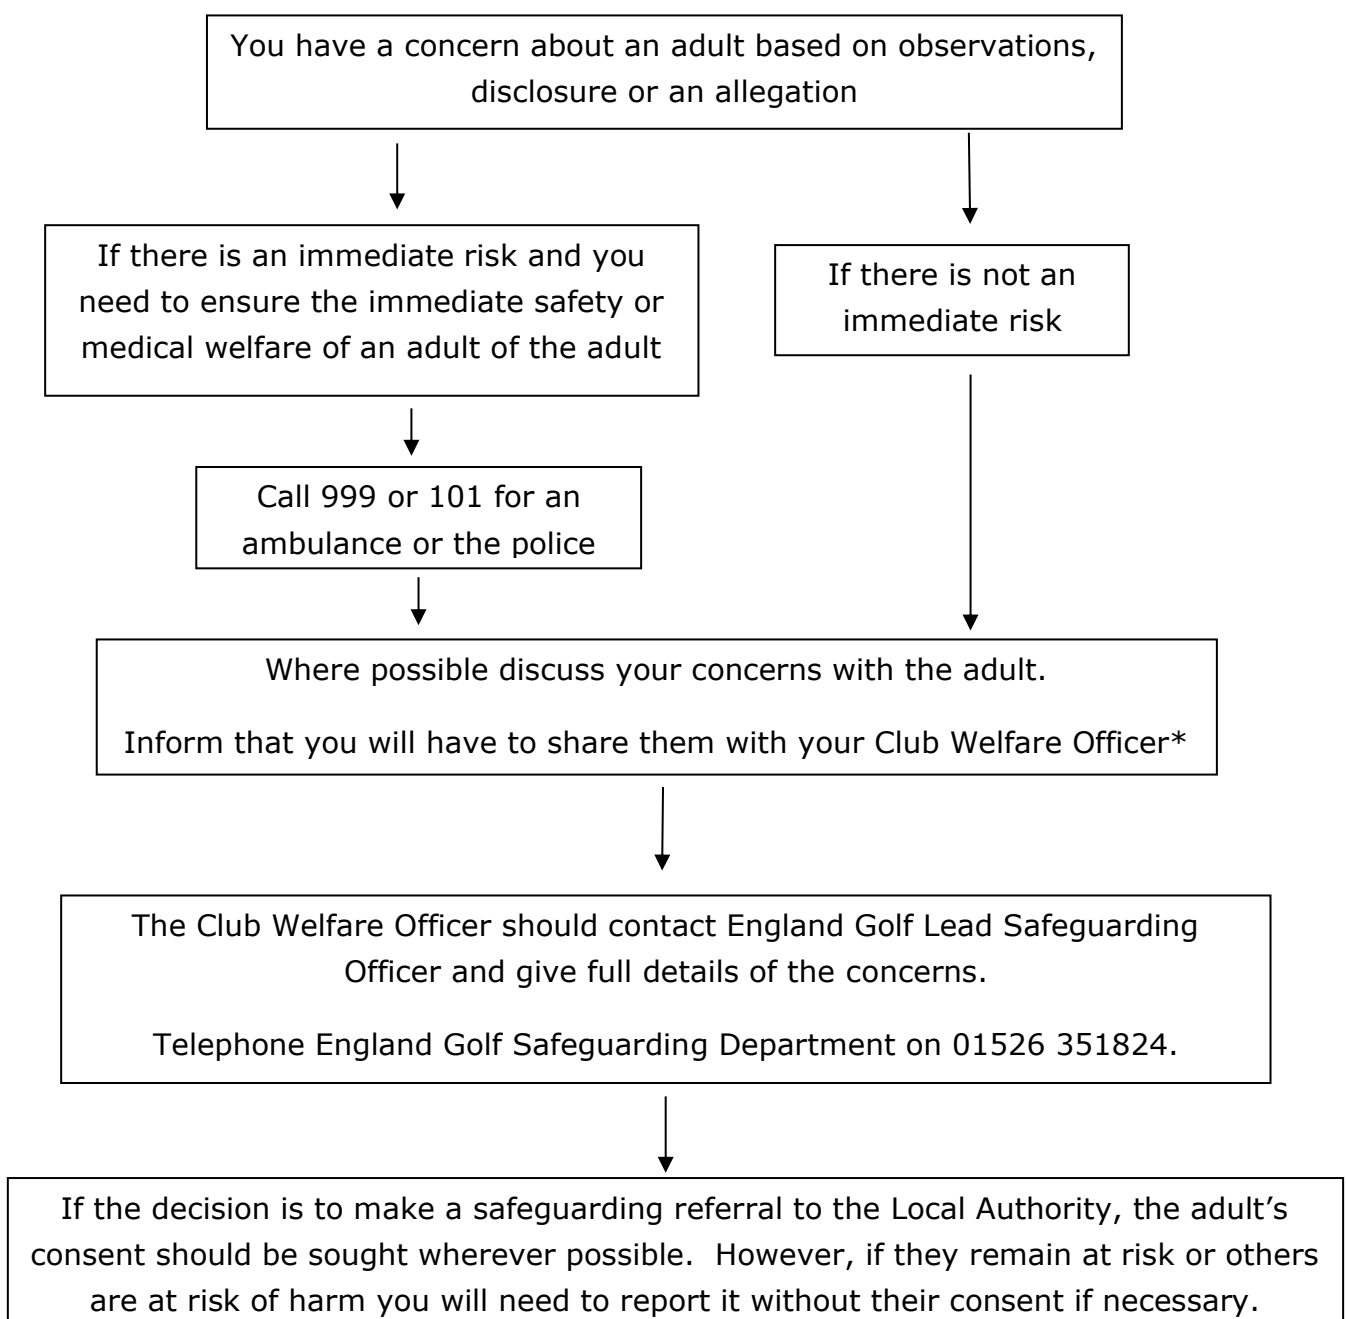 You have a concern about an adult based on observations,
disclosure or an allegation
If there is an immediate risk and you
need to ensure the immediate safety or
medical welfare of an adult of the adult
If there is not an
immediate risk
Call 999 or 101 for an
ambulance or the police
Where possible discuss your concerns with the adult.
Inform that you will have to share them with your Club Welfare Officer*
The Club Welfare Officer should contact England Golf Lead Safeguarding
Officer and give full details of the concerns.
Telephone England Golf Safeguarding Department on 01526 351824.
If the decision is to make a safeguarding referral to the Local Authority, the adult’s
consent should be sought wherever possible.  However, if they remain at risk or others
are at risk of harm you will need to report it without their consent if necessary.